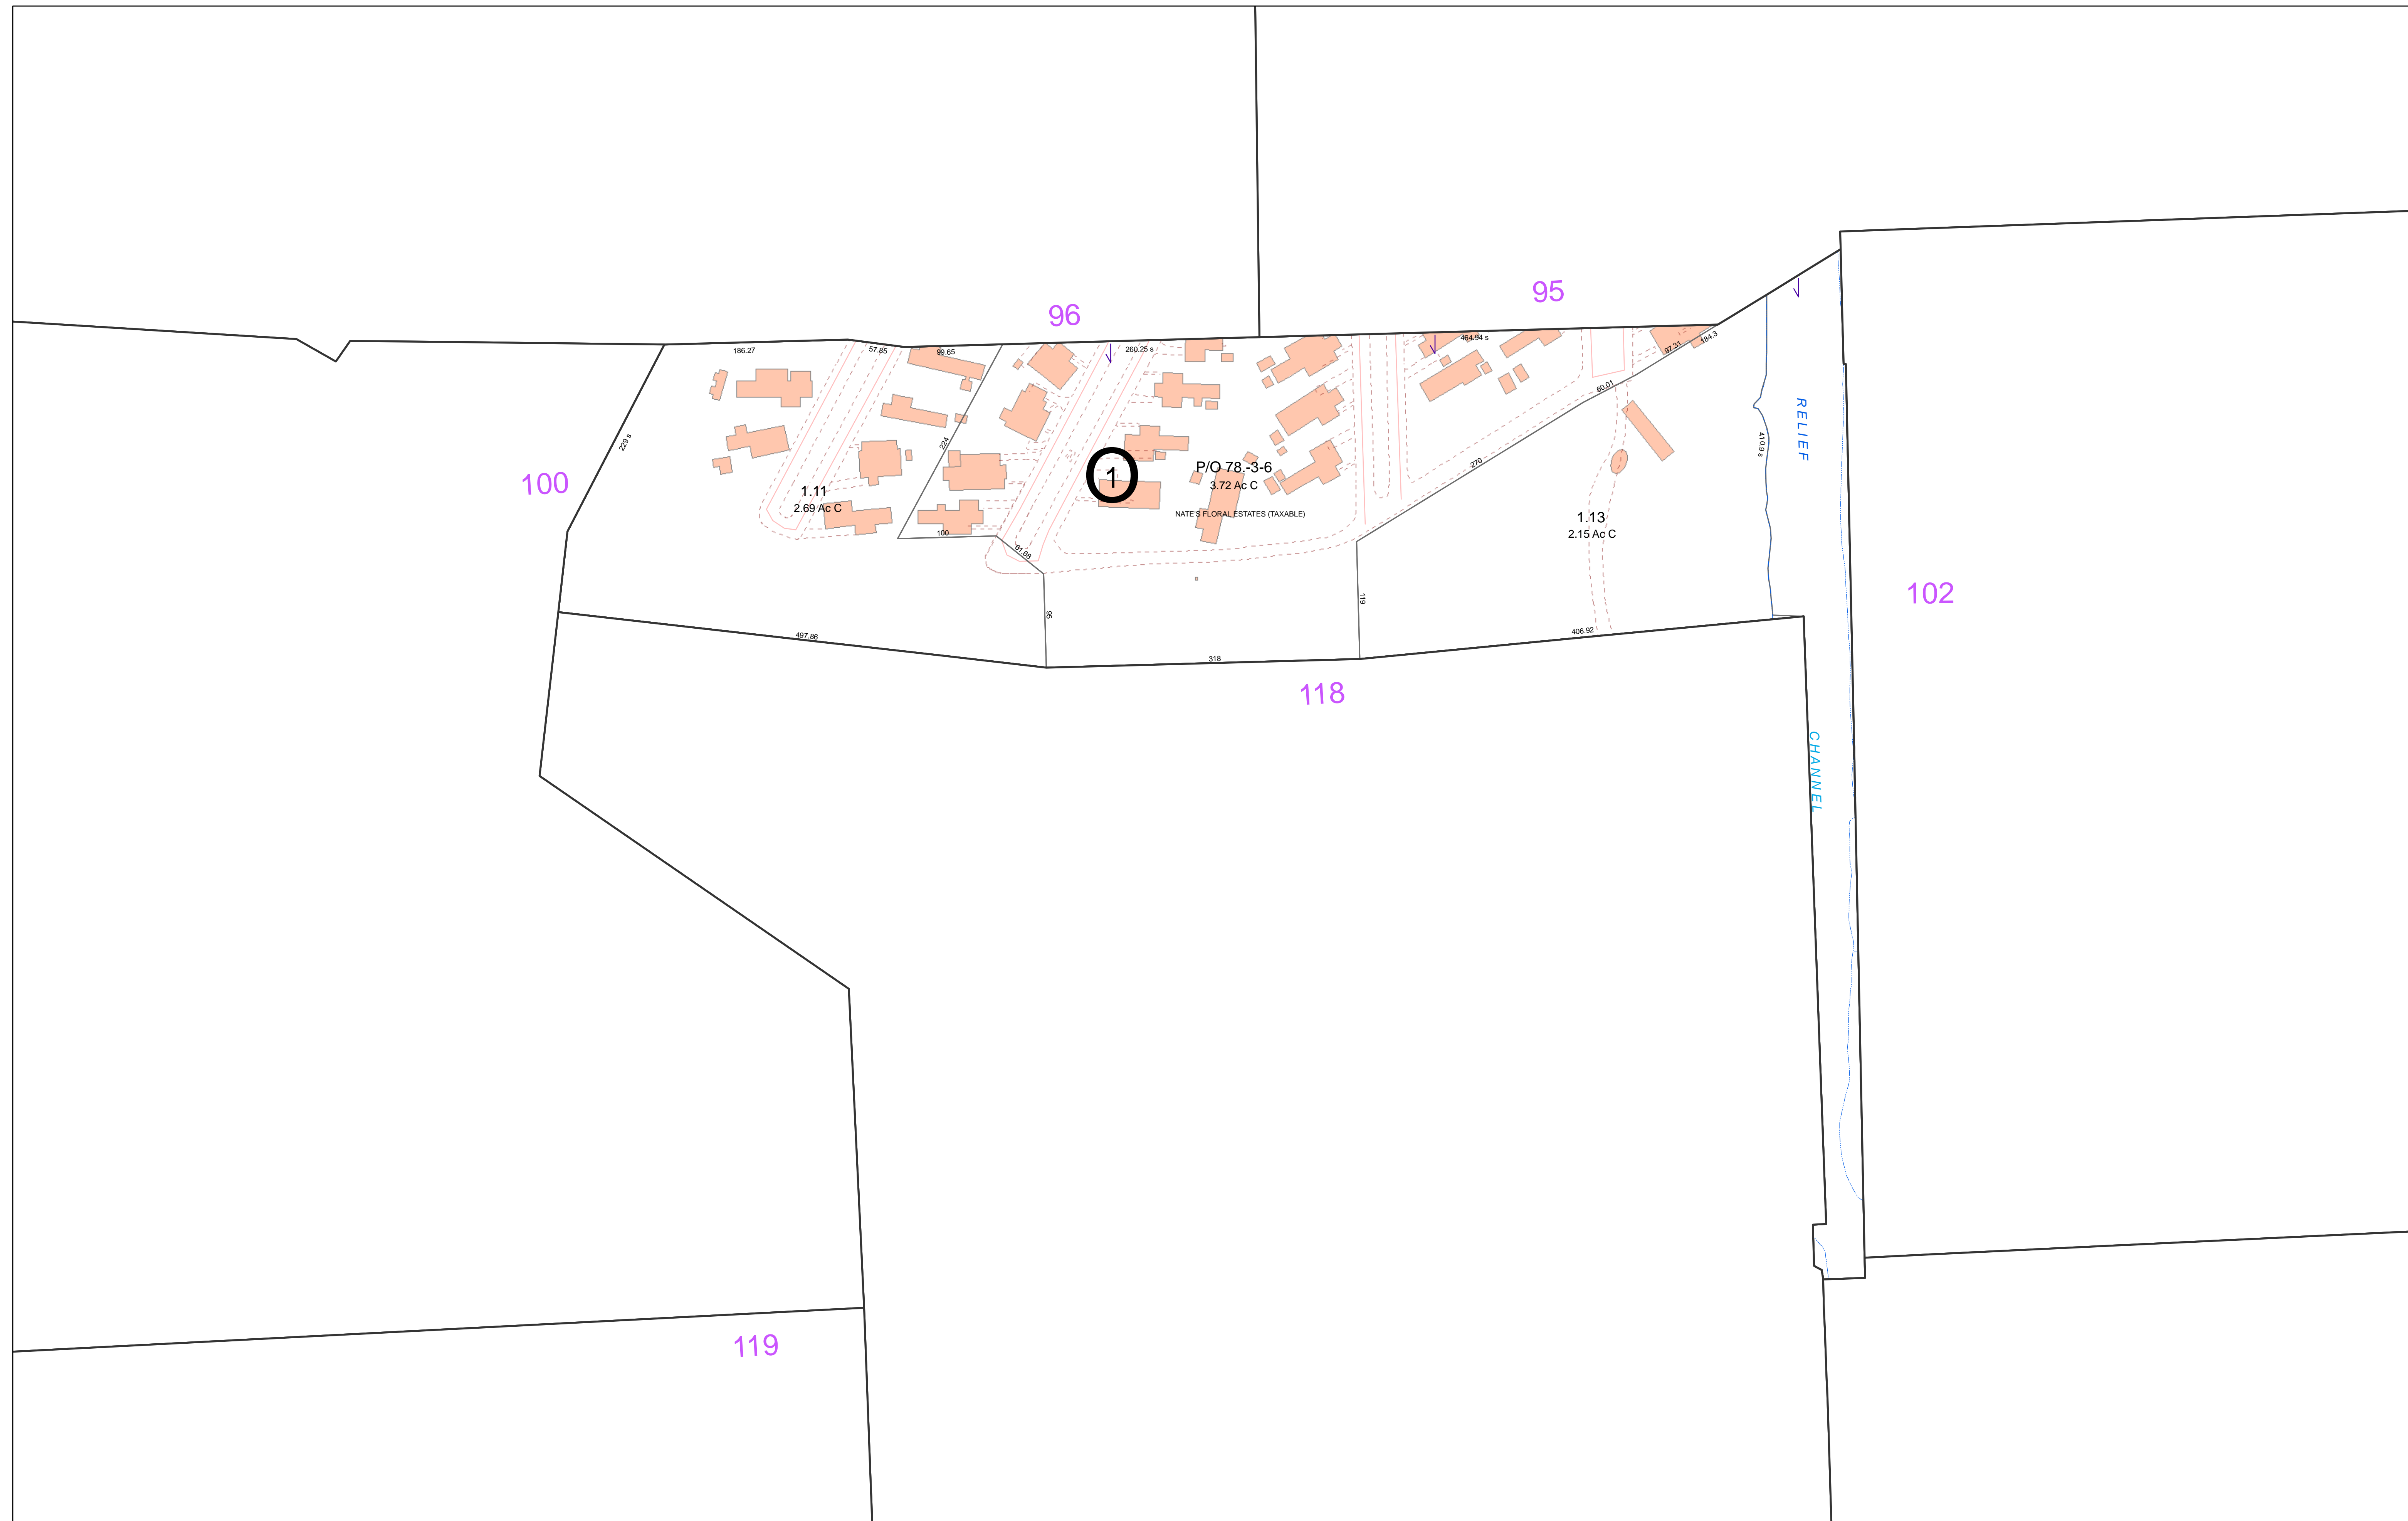 96
95
186.27
57.85
99.65
260.25 s
464.94 s
184.3
97.31
60.01
229 s
224
270
410.9 s
RELIEF
100
1
P/O 78.-3-6
3.72 Ac C
NATE'S FLORAL ESTATES (TAXABLE)
1.11
2.69 Ac C
1.13
2.15 Ac C
100
61.68
s
95
119
102
497.86
406.92
318
118
CHANNEL
119